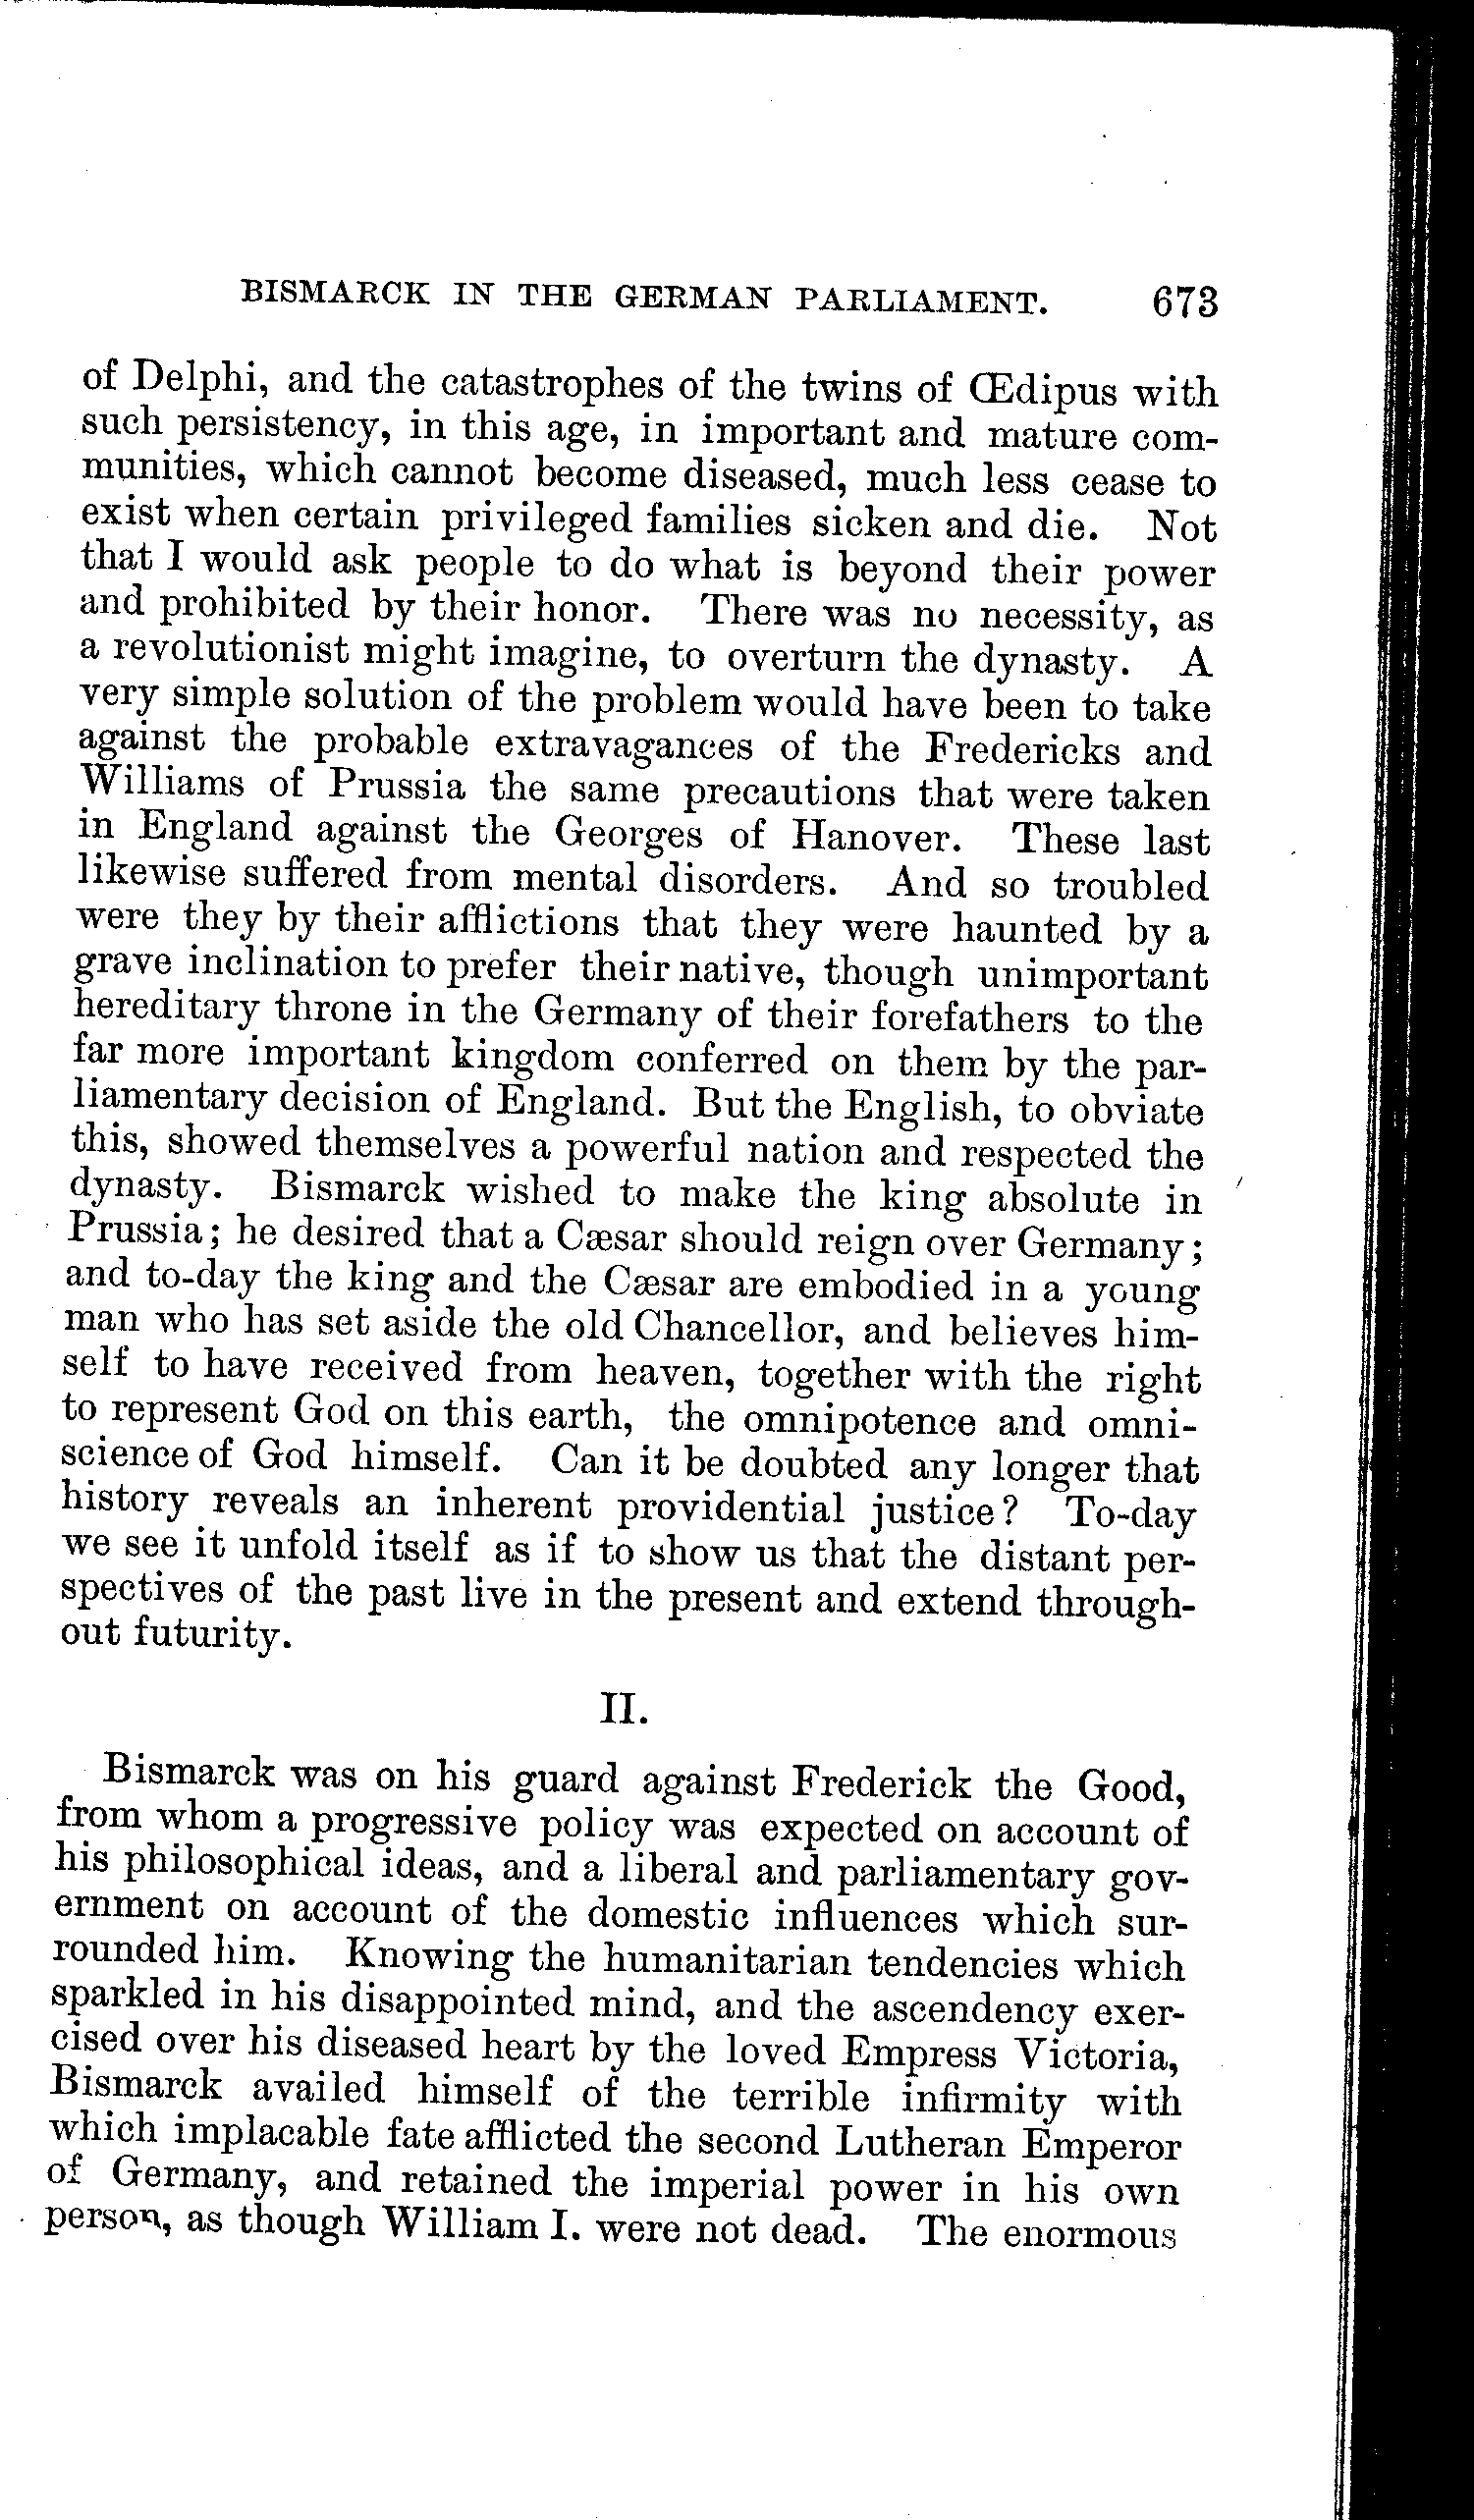 BISMARCK IN THE GERMAN PARLIAMENT. 673
of Delphi, and the catastrophes of the twins of Œdipus with
such persistency, in this age, in important and mature com-
munities, which cannot become diseased, much less cease to
exist when certain privileged families sicken and die. Not
that I would ask people to do what is beyond their power
and prohibited by their honor. There was no necessity, as
a revolutionist might imagine, to overturn the dynasty. A
very simple solution of the problem would have been to take
against the probable extravagances of the Fredericks and
Williams of Prussia the same precautions that were taken
in England against the Georges of Hanover. These last
likewise suffered from mental disorders. And so troubled
were they by their afflictions that they were haunted by a
grave inclination to prefer their native, though unimportant
hereditary throne in the Germany of their forefathers to the
far more important kingdom conferred on them by the par-
liamentary decision of England. But the English, to obviate
this, showed themselves a powerful nation and respected the
dynasty. Bismarck wished to make the king absolute in
Prussia; he desired that a Cæsar should reign over Germany;
and to-day the king and the Cæsar are embodied in a young
man who has set aside the old Chancellor, and believes him-
self to have received from heaven, together with the right
to represent God on this earth, the omnipotence and omni-
science of God himself. Can it be doubted any longer that
history reveals an inherent providential justice? To-day
we see it unfold itself as if to show us that the distant per-
spectives of the past live in the present and extend through-
out futurity.
II.
Bismarck was on his guard against Frederick the Good,
from whom a progressive policy was expected on account of
his philosophical ideas, and a liberal and parliamentary gov-
ernment on account of the domestic influences which sur-
rounded him. Knowing the humanitarian tendencies which
sparkled in his disappointed mind, and the ascendency exer-
cised over his diseased heart by the loved Empress Victoria,
Bismarck availed himself of the terrible infirmity with
which implacable fate afflicted the second Lutheran Emperor
of Germany, and retained the imperial power in his own
person, as though William I. were not dead. The enormous